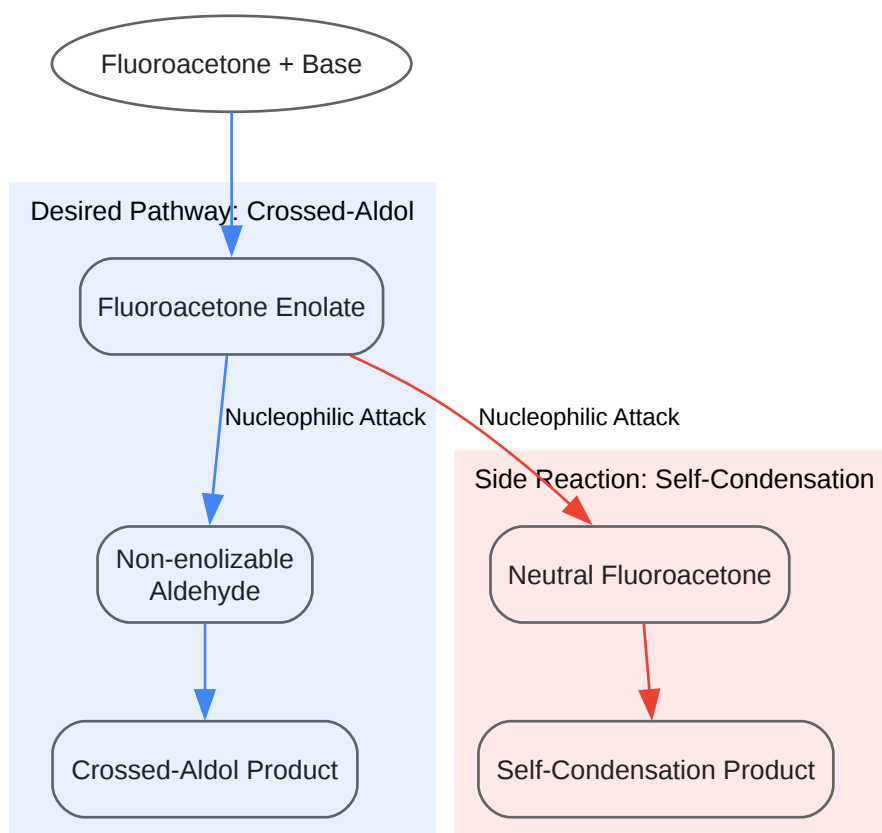 Fluoroacetone + Base
Desired Pathway: Crossed-Aldol
Fluoroacetone Enolate
Nucleophilic Attack
Nucleophilic Attack
Side Reaction: Self-Condensation
Non-enolizable
Aldehyde
Neutral Fluoroacetone
Crossed-Aldol Product
Self-Condensation Product